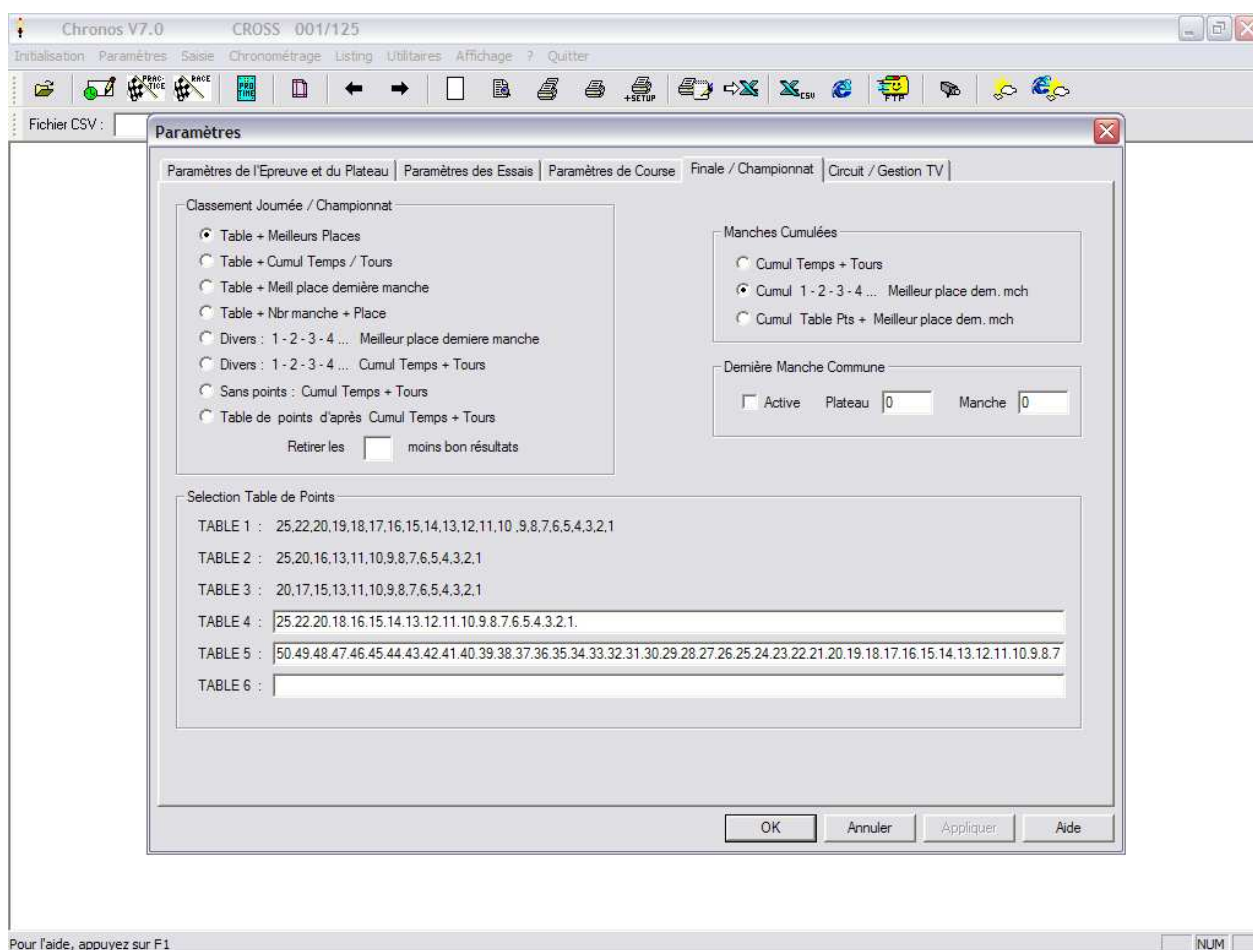 Chronos V7.0 CROSS 001/125
Initialisation Paramètres Saisie Chronométrage Listing Utilitaires Affichage ? Quitter
PRAC-TICE RACE PRO TIME +SETUP CSV FTP
Fichier CSV :
Paramètres
Paramètres de l'Epreuve et du Plateau Paramètres des Essais Paramètres de Course Finale / Championnat Circuit / Gestion TV
Classement Journée / Championnat
Table + Meilleurs Places
Table + Cumul Temps / Tours
Table + Meill place dernière manche
Table + Nbr manche + Place
Divers : 1 - 2 - 3 - 4 ... Meilleur place derniere manche
Divers : 1 - 2 - 3 - 4 ... Cumul Temps + Tours
Sans points : Cumul Temps + Tours
Table de points d'après Cumul Temps + Tours
Retirer les moins bon résultats
Manches Cumulées
Cumul Temps + Tours
Cumul 1 - 2 - 3 - 4 ... Meilleur place dern. mch
Cumul Table Pts + Meilleur place dern. mch
Dernière Manche Commune
Active Plateau 0 Manche 0
Selection Table de Points
TABLE 1 : 25,22,20,19,18,17,16,15,14,13,12,11,10 ,9,8,7,6,5,4,3,2,1
TABLE 2 : 25,20,16,13,11,10,9,8,7,6,5,4,3,2,1
TABLE 3 : 20,17,15,13,11,10,9,8,7,6,5,4,3,2,1
TABLE 4 : 25.22.20.18.16.15.14.13.12.11.10.9.8.7.6.5.4.3.2.1.
TABLE 5 : 50.49.48.47.46.45.44.43.42.41.40.39.38.37.36.35.34.33.32.31.30.29.28.27.26.25.24.23.22.21.20.19.18.17.16.15.14.13.12.11.10.9.8.7
TABLE 6 :
OK Annuler Appliquer Aide
Pour l'aide, appuyez sur F1 NUM